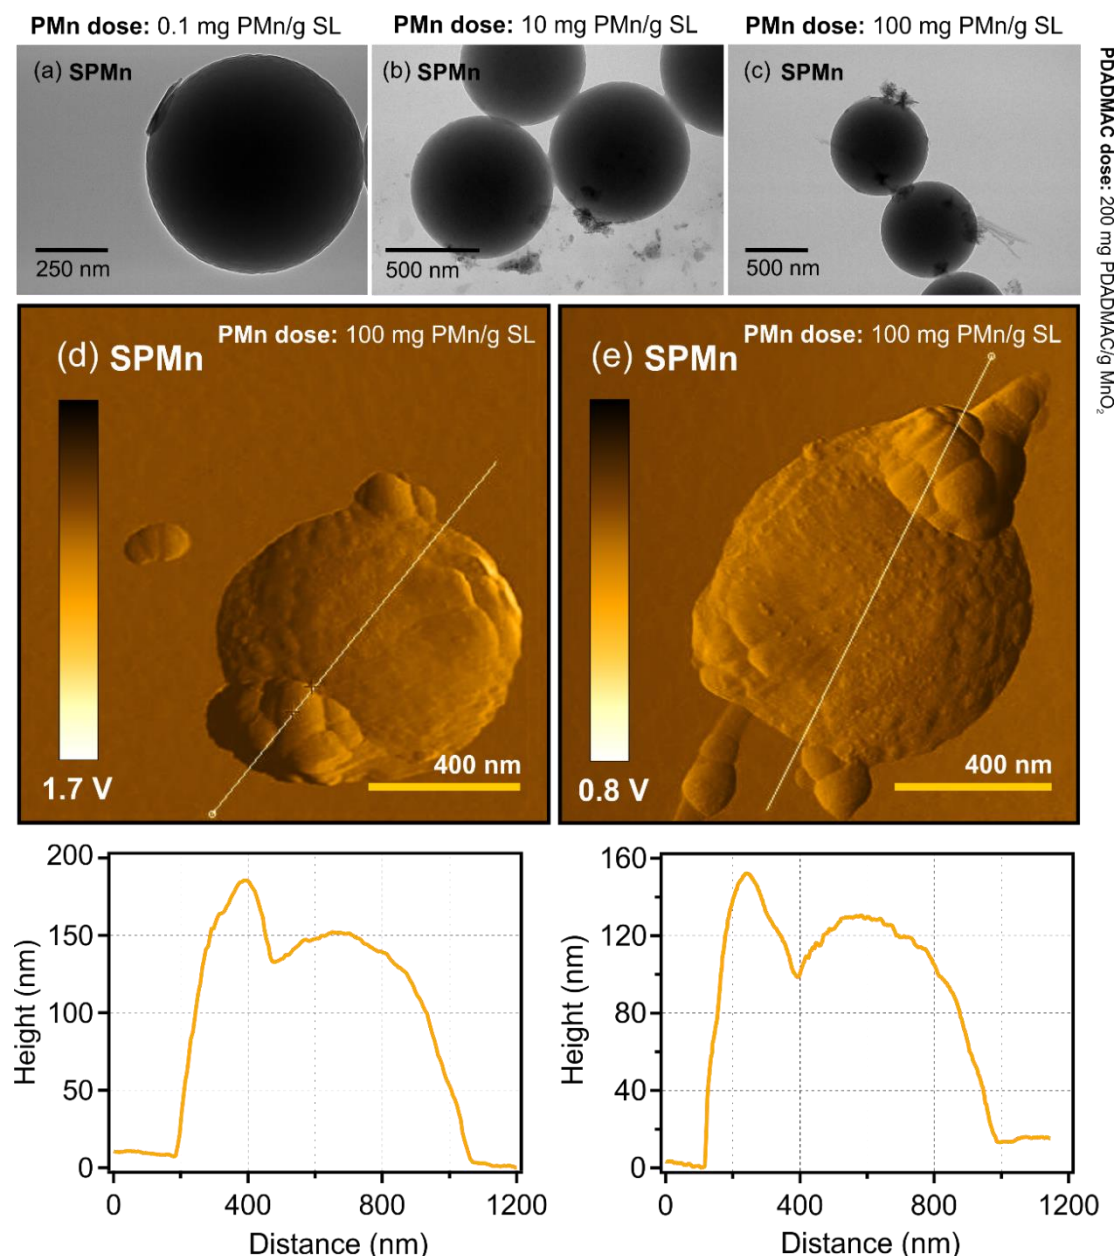 PMn dose: 0.1 mg PMn/g SL
PMn dose: 10 mg PMn/g SL
PMn dose: 100 mg PMn/g SL
(a) SPMn
250 nm
(b) SPMn
500 nm
(c) SPMn
500 nm
PDADMAC dose: 200 mg PDADMAC/g MnO₂
PMn dose: 100 mg PMn/g SL
(d) SPMn
1.7 V
400 nm
PMn dose: 100 mg PMn/g SL
(e) SPMn
0.8 V
400 nm
200
150
100
50
0
Height (nm)
0
400
800
1200
Distance (nm)
160
120
80
40
0
Height (nm)
0
400
800
1200
Distance (nm)